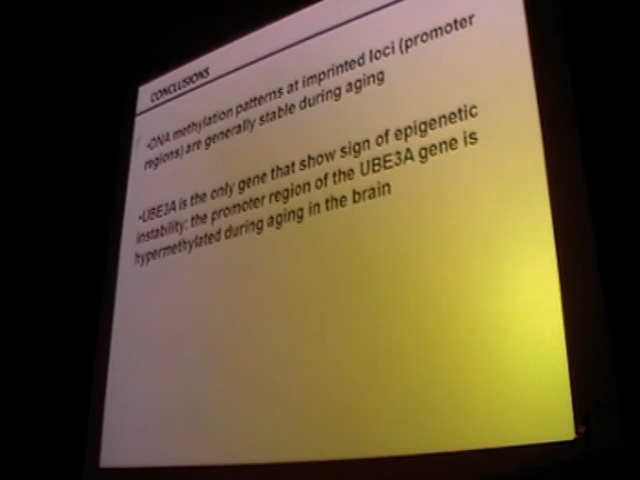 CONCLUSIONS
•DNA methylation patterns at imprinted loci (promoter
regions) are generally stable during aging
•UBE3A is the only gene that show sign of epigenetic
instability: the promoter region of the UBE3A gene is
hypermethylated during aging in the brain